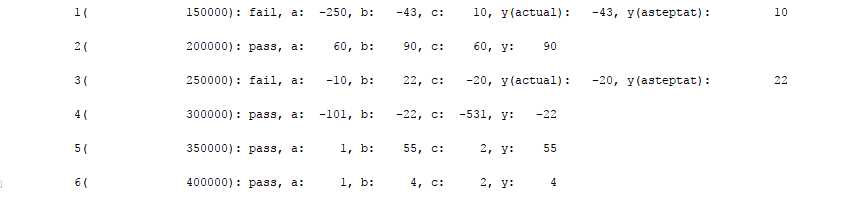 1( 150000): fail, a: -250, b: -43, c: 10, y(actual): -43, y(asteptat): 10
2( 200000): pass, a: 60, b: 90, c: 60, y: 90
3( 250000): fail, a: -10, b: 22, c: -20, y(actual): -20, y(asteptat): 22
4( 300000): pass, a: -101, b: -22, c: -531, y: -22
5( 350000): pass, a: 1, b: 55, c: 2, y: 55
6( 400000): pass, a: 1, b: 4, c: 2, y: 4